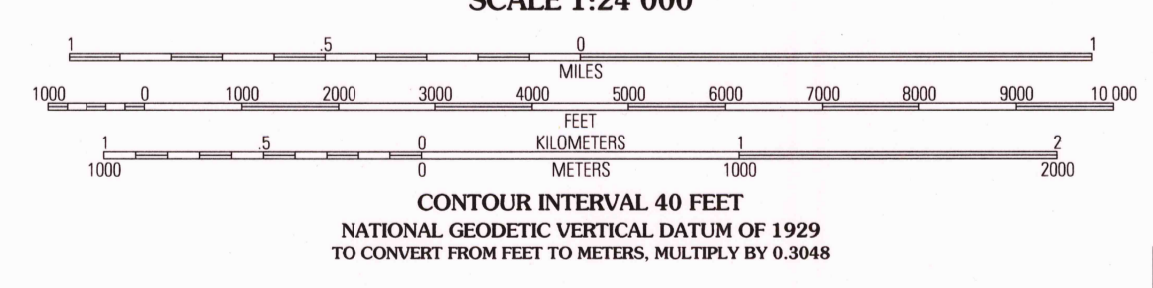 SCALE 1:24 000
1 .5 0 1
MILES
1000 0 1000 2000 3000 4000 5000 6000 7000 8000 9000 10 000
FEET
1 .5 0 KILOMETERS 1 2
1000 0 METERS 1000 2000
CONTOUR INTERVAL 40 FEET
NATIONAL GEODETIC VERTICAL DATUM OF 1929
TO CONVERT FROM FEET TO METERS, MULTIPLY BY 0.3048